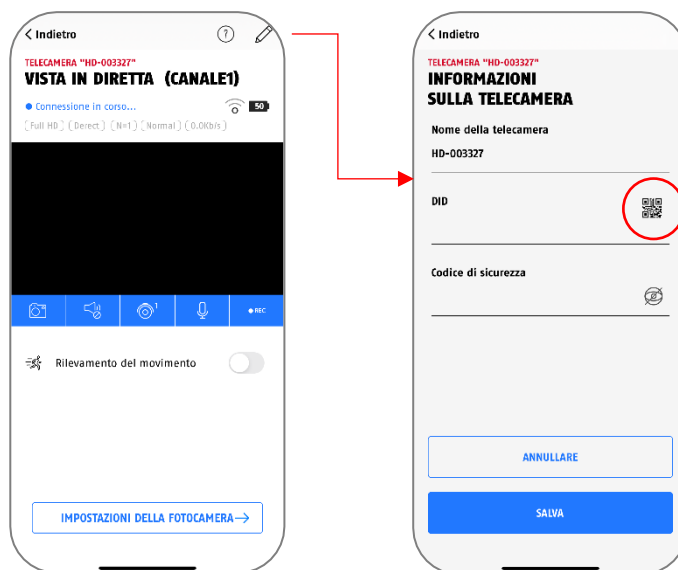 < Indietro
?
TELECAMERA "HD-003327"
VISTA IN DIRETTA (CANALE1)
Connessione in corso...
50
(Full HD) (Derect) (N=1) (Normal) (0.0Kb/s)
1
REC
Rilevamento del movimento
IMPOSTAZIONI DELLA FOTOCAMERA→
< Indietro
TELECAMERA "HD-003327"
INFORMAZIONI
SULLA TELECAMERA
Nome della telecamera
HD-003327
DID
Codice di sicurezza
ANNULLARE
SALVA